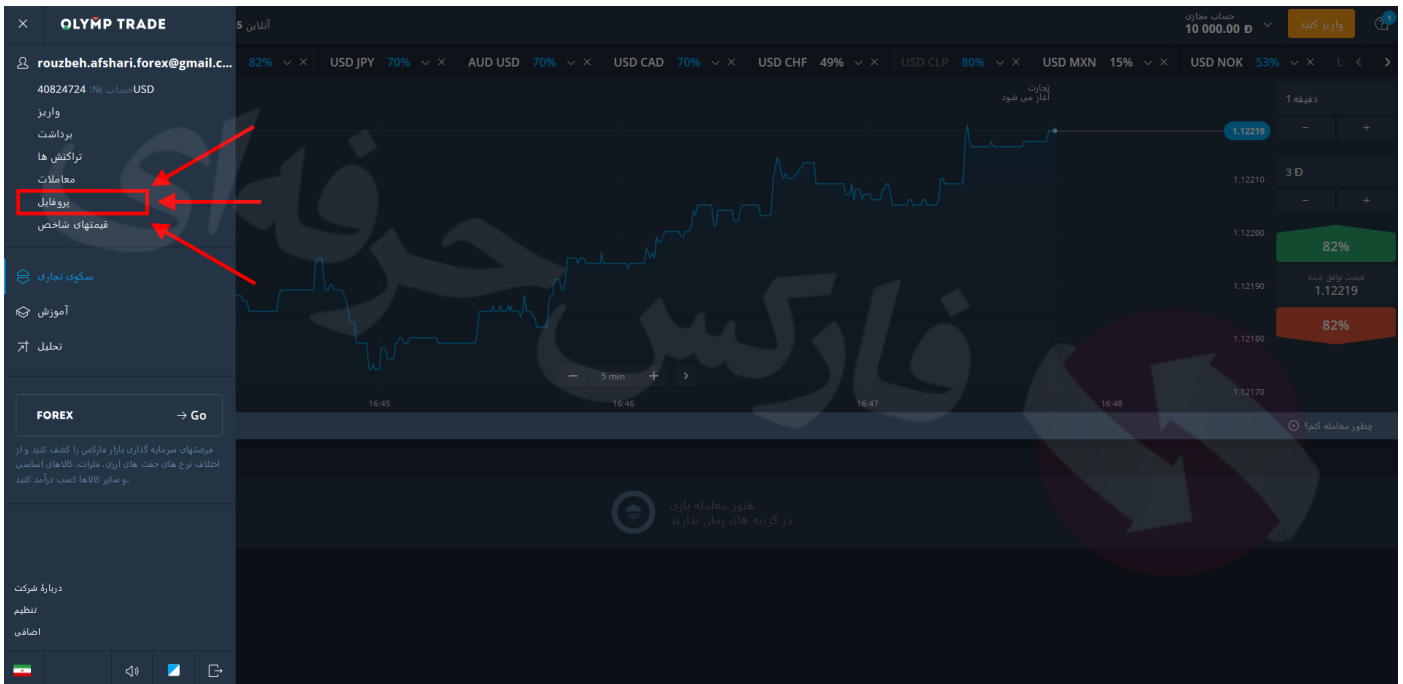 OLYMP TRADE
آنلاین 5
حساب مجازی
10 000.00 Đ
واریز کنید
1
rouzbeh.afshari.forex@gmail.c...
82%
USD JPY 70%
AUD USD 70%
USD CAD 70%
USD CHF 49%
USD CLP 80%
USD MXN 15%
USD NOK 53%
USDحساب №: 40824724
واریز
برداشت
تراکنش ها
معاملات
پروفایل
قیمتهای شاخص
سکوی تجاری
آموزش
تحلیل
FOREX → Go
فرصتهای سرمایه گذاری بازار فارکس را کشف کنید و از
اختلاف نرخ های جفت های ارزی، فلزات، کالاهای اساسی
و سایر کالاها کسب درآمد کنید.
دربارهٔ شرکت
تنظیم
اضافی
تجارت
آغاز می شود
1.12219
1.12210
1.12200
1.12190
1.12180
1.12170
− 5 min + >
16:45
16:46
16:47
16:48
دقیقه 1
− +
3 Đ
− +
82%
قیمت توافق شده
1.12219
82%
چطور معامله کنم؟
هنوز معامله بازی
در گزینه های زمان ندارید
فارکس حرفه‌ای